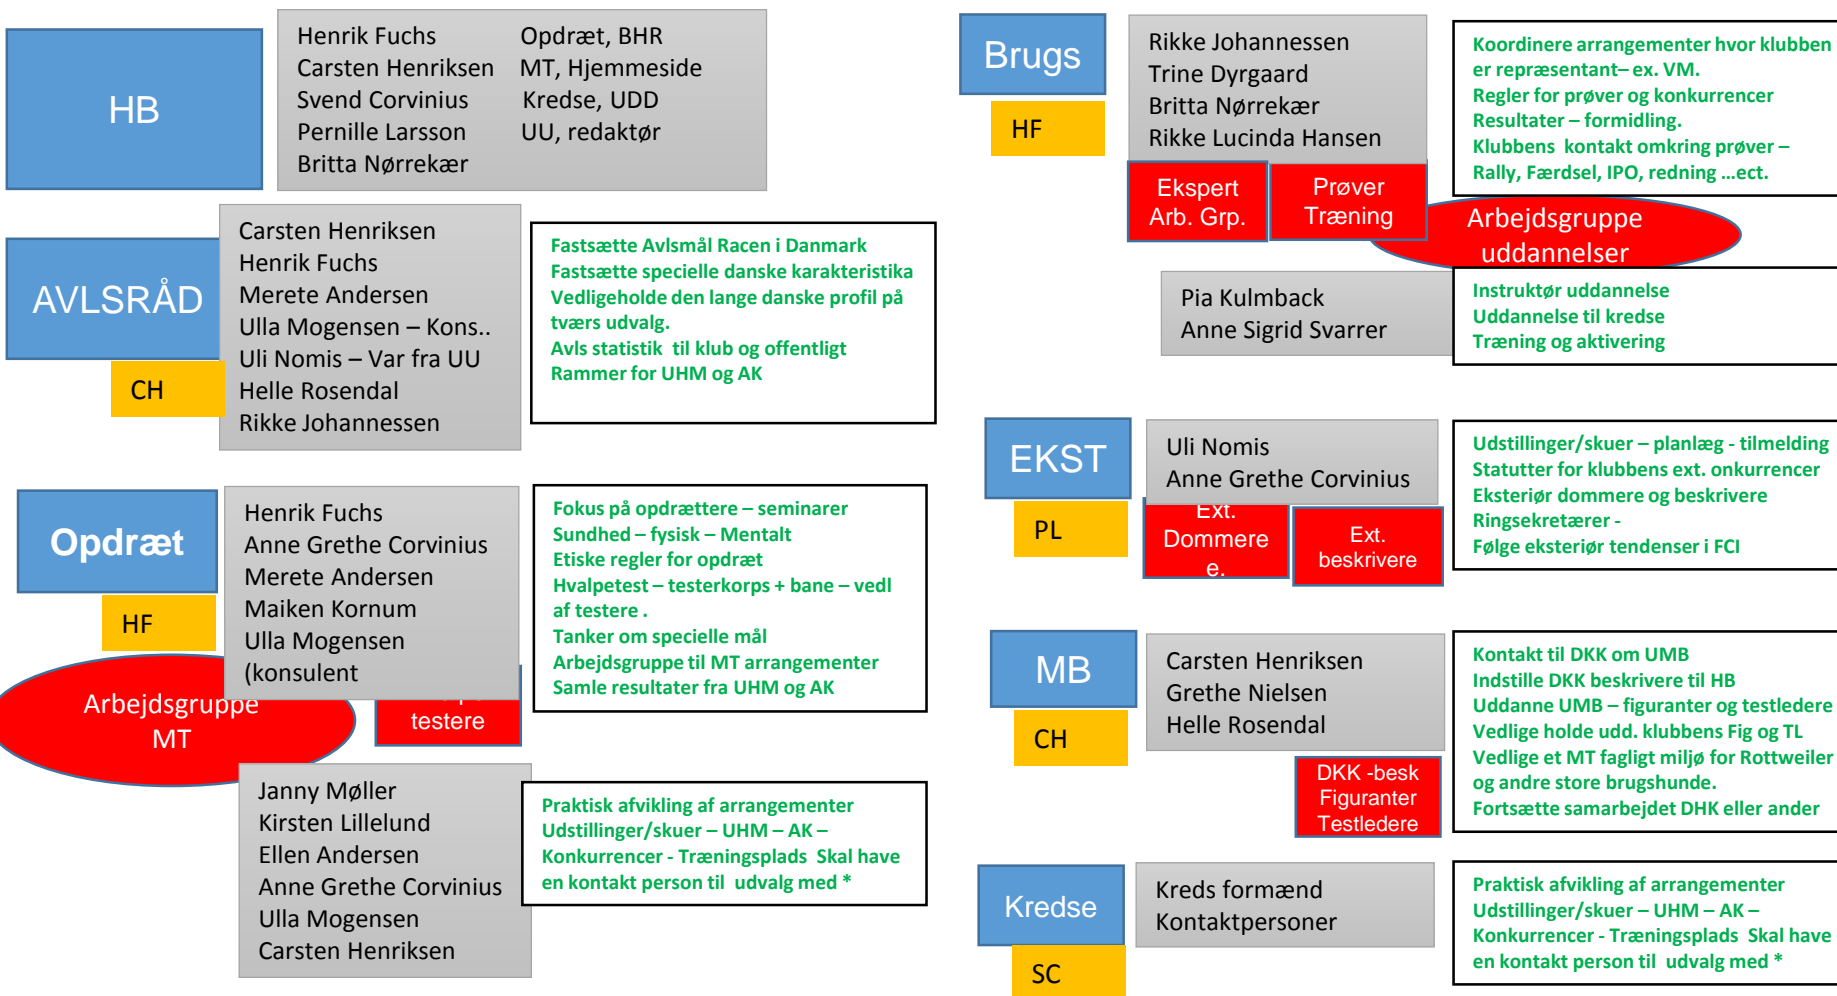 HB
Henrik Fuchs Opdræt, BHR
Carsten Henriksen MT, Hjemmeside
Svend Corvinius Kredse, UDD
Pernille Larsson UU, redaktør
Britta Nørrekær
AVLSRÅD
CH
Carsten Henriksen
Henrik Fuchs
Merete Andersen
Ulla Mogensen – Kons..
Uli Nomis – Var fra UU
Helle Rosendal
Rikke Johannessen
Fastsætte Avlsmål Racen i Danmark
Fastsætte specielle danske karakteristika
Vedligeholde den lange danske profil på
tværs udvalg.
Avls statistik til klub og offentligt
Rammer for UHM og AK
Opdræt
HF
Henrik Fuchs
Anne Grethe Corvinius
Merete Andersen
Maiken Kornum
Ulla Mogensen
(konsulent
Fokus på opdrættere – seminarer
Sundhed – fysisk – Mentalt
Etiske regler for opdræt
Hvalpetest – testerkorps + bane – vedl
af testere .
Tanker om specielle mål
Arbejdsgruppe til MT arrangementer
Samle resultater fra UHM og AK
Arbejdsgruppe
MT
testere
Janny Møller
Kirsten Lillelund
Ellen Andersen
Anne Grethe Corvinius
Ulla Mogensen
Carsten Henriksen
Praktisk afvikling af arrangementer
Udstillinger/skuer – UHM – AK –
Konkurrencer - Træningsplads Skal have
en kontakt person til udvalg med *
Brugs
HF
Rikke Johannessen
Trine Dyrgaard
Britta Nørrekær
Rikke Lucinda Hansen
Koordinere arrangementer hvor klubben
er repræsentant– ex. VM.
Regler for prøver og konkurrencer
Resultater – formidling.
Klubbens kontakt omkring prøver –
Rally, Færdsel, IPO, redning …ect.
Ekspert
Arb. Grp.
Prøver
Træning
Arbejdsgruppe
uddannelser
Pia Kulmback
Anne Sigrid Svarrer
Instruktør uddannelse
Uddannelse til kredse
Træning og aktivering
EKST
PL
Uli Nomis
Anne Grethe Corvinius
Ext.
Dommere
e.
Ext.
beskrivere
Udstillinger/skuer – planlæg - tilmelding
Statutter for klubbens ext. onkurrencer
Eksteriør dommere og beskrivere
Ringsekretærer -
Følge eksteriør tendenser i FCI
MB
CH
Carsten Henriksen
Grethe Nielsen
Helle Rosendal
DKK -besk
Figuranter
Testledere
Kontakt til DKK om UMB
Indstille DKK beskrivere til HB
Uddanne UMB – figuranter og testledere
Vedlige holde udd. klubbens Fig og TL
Vedlige et MT fagligt miljø for Rottweiler
og andre store brugshunde.
Fortsætte samarbejdet DHK eller ander
Kredse
SC
Kreds formænd
Kontaktpersoner
Praktisk afvikling af arrangementer
Udstillinger/skuer – UHM – AK –
Konkurrencer - Træningsplads Skal have
en kontakt person til udvalg med *